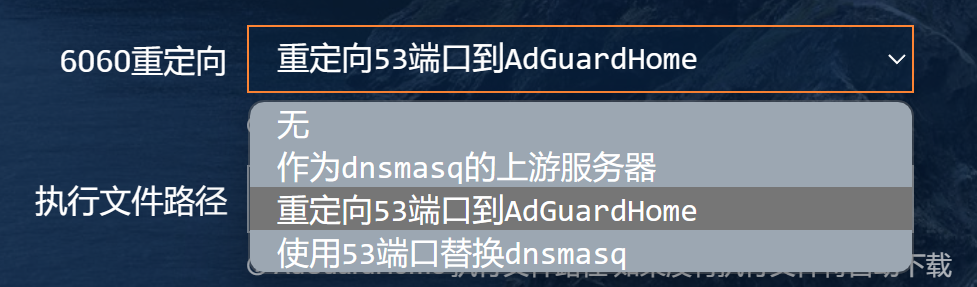 6060重定向
重定向53端口到AdGuardHome
无
作为dnsmasq的上游服务器
执行文件路径
重定向53端口到AdGuardHome
使用53端口替换dnsmasq
下载